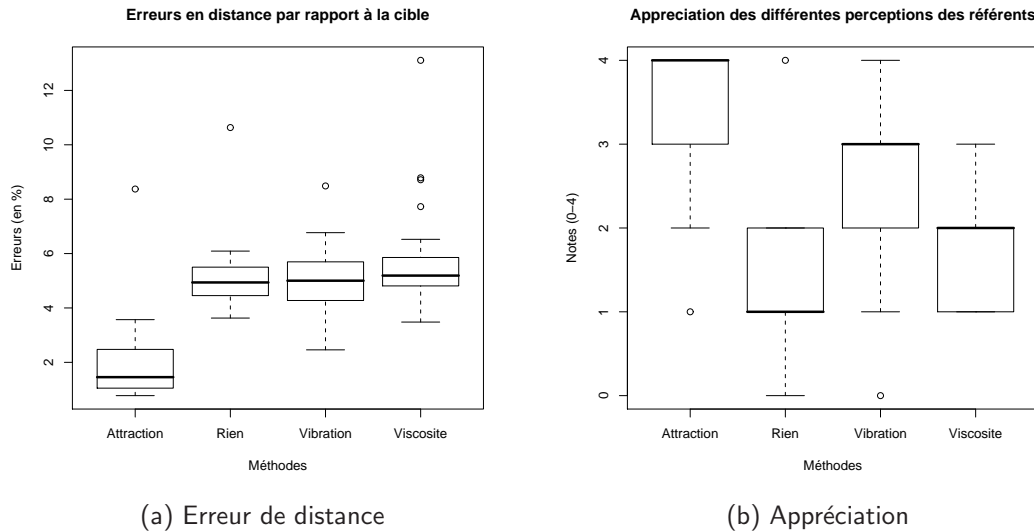 Erreurs en distance par rapport à la cible
Erreurs (en %)
12
10
8
6
4
2
Attraction Rien Vibration Viscosite
Méthodes
(a) Erreur de distance
Appreciation des différentes perceptions des référents
Notes (0−4)
4
3
2
1
0
Attraction Rien Vibration Viscosite
Méthodes
(b) Appréciation